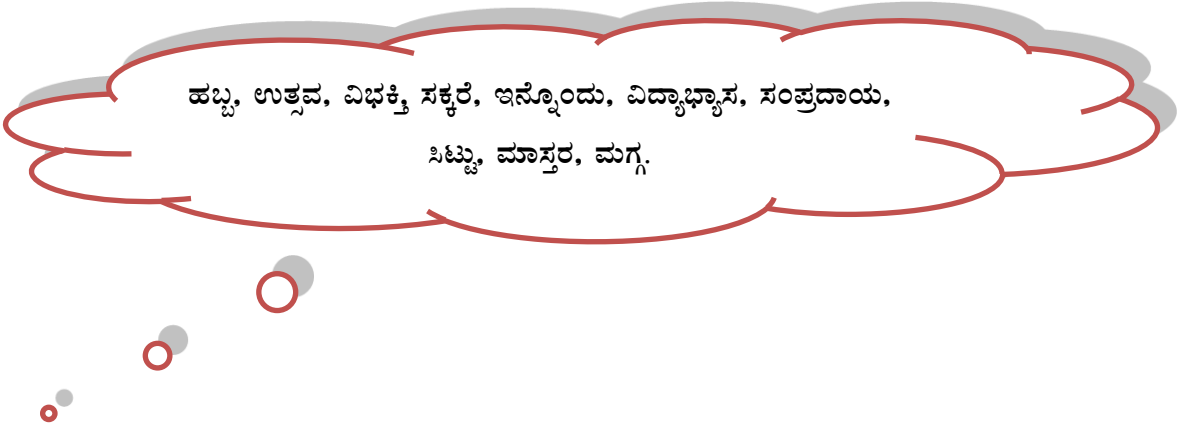 ಹಬ್ಬ, ಉತ್ಸವ, ವಿಭಕ್ತಿ, ಸಕ್ಕರೆ, ಇನ್ನೊಂದು, ವಿದ್ಯಾಭ್ಯಾಸ, ಸಂಪ್ರದಾಯ,
ಸಿಟ್ಟು, ಮಾಸ್ತರ, ಮಗ್ಗ.